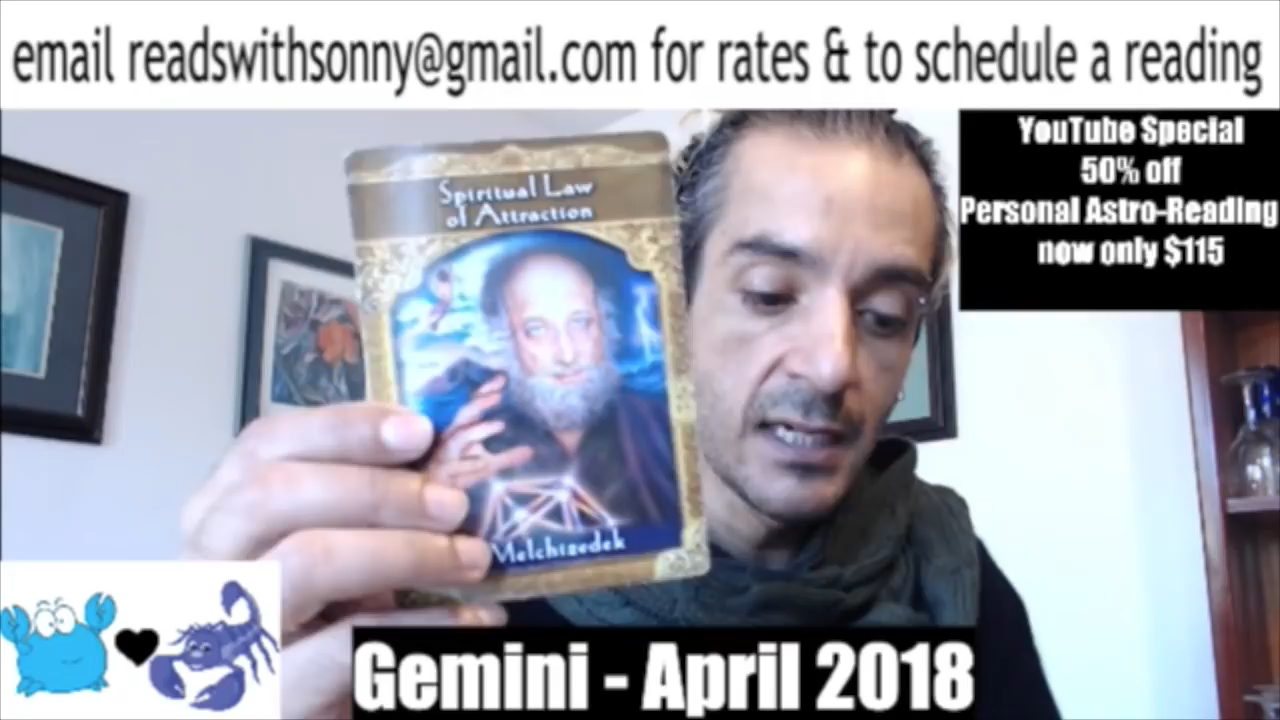 email readswithsonny@gmail.com for rates & to schedule a reading
YouTube Special
50% off
Personal Astro-Reading
now only $115
Spiritual Law
of Attraction
Melchizedek
Gemini - April 2018